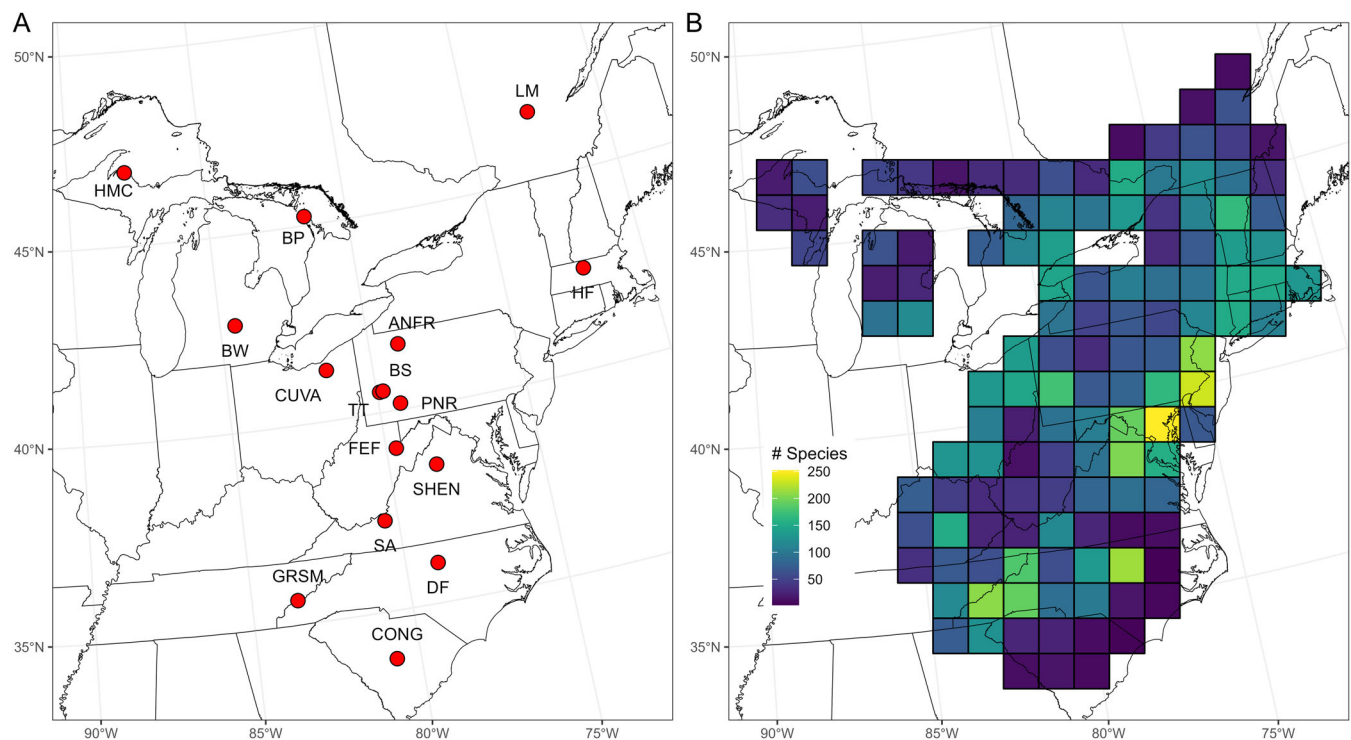 A
50°N
45°N
40°N
35°N
90°W
85°W
80°W
75°W
LM
HMC
BP
HF
BW
ANFR
BS
CUVA
TT
PNR
FEF
SHEN
SA
DF
GRSM
CONG
B
50°N
45°N
40°N
35°N
90°W
85°W
80°W
75°W
# Species
250
200
150
100
50